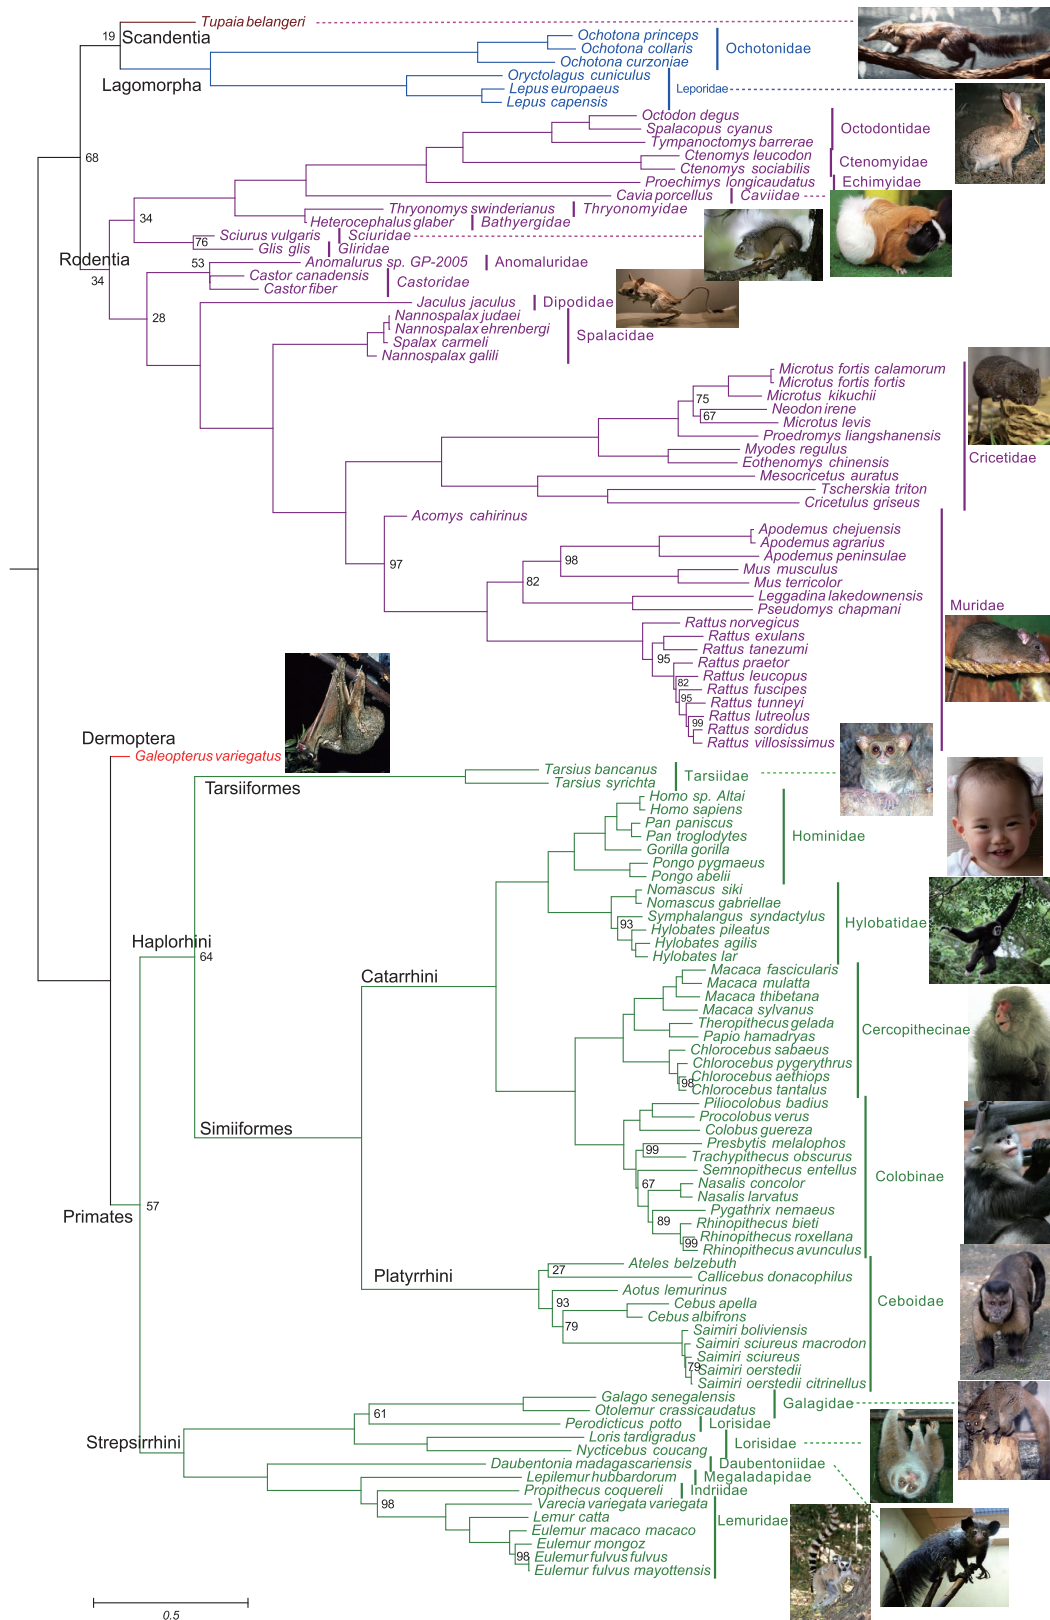 Tupaia belangeri
19
Scandentia
Ochotona princeps
Ochotona collaris
Ochotonidae
Ochotona curzoniae
Oryctolagus cuniculus
Lagomorpha
Lepus europaeus
Leporidae
Lepus capensis
Octodon degus
Spalacopus cyanus
Octodontidae
Tympanoctomys barrerae
68
Ctenomys leucodon
Ctenomyidae
Ctenomys sociabilis
Proechimys longicaudatus
Echimyidae
Cavia porcellus
Caviidae
34
Thryonomys swinderianus
Thryonomyidae
Heterocephalus glaber
Bathyergidae
Sciurus vulgaris
Sciuridae
76
Glis glis
Gliridae
Rodentia
53
Anomalurus sp. GP-2005
Anomaluridae
34
Castor canadensis
Castoridae
Castor fiber
Jaculus jaculus
Dipodidae
28
Nannospalax judaei
Nannospalax ehrenbergi
Spalacidae
Spalax carmeli
Nannospalax galili
Microtus fortis calamorum
Microtus fortis fortis
75
Microtus kikuchii
Neodon irene
67
Microtus levis
Proedromys liangshanensis
Myodes regulus
Cricetidae
Eothenomys chinensis
Mesocricetus auratus
Tscherskia triton
Cricetulus griseus
Acomys cahirinus
Apodemus chejuensis
Apodemus agrarius
98
Apodemus peninsulae
97
Mus musculus
82
Mus terricolor
Leggadina lakedownensis
Muridae
Pseudomys chapmani
Rattus norvegicus
Rattus exulans
Rattus tanezumi
95
Rattus praetor
Rattus leucopus
82
Rattus fuscipes
95
Rattus tunneyi
Rattus lutreolus
99
Rattus sordidus
Rattus villosissimus
Dermoptera
Galeopterus variegatus
Tarsius bancanus
Tarsiidae
Tarsiiformes
Tarsius syrichta
Homo sp. Altai
Homo sapiens
Pan paniscus
Pan troglodytes
Hominidae
Gorilla gorilla
Pongo pygmaeus
Pongo abelii
Nomascus siki
Nomascus gabriellae
Symphalangus syndactylus
Hylobatidae
93
Hylobates pileatus
Haplorhini
Hylobates agilis
64
Hylobates lar
Catarrhini
Macaca fascicularis
Macaca mulatta
Macaca thibetana
Macaca sylvanus
Theropithecus gelada
Cercopithecinae
Papio hamadryas
Chlorocebus sabaeus
Chlorocebus pygerythrus
Chlorocebus aethiops
98
Chlorocebus tantalus
Piliocolobus badius
Procolobus verus
Simiiformes
Colobus guereza
Presbytis melalophos
99
Trachypithecus obscurus
Semnopithecus entellus
Colobinae
67
Nasalis concolor
Nasalis larvatus
57
Primates
Pygathrix nemaeus
89
Rhinopithecus bieti
Rhinopithecus roxellana
99
Rhinopithecus avunculus
Ateles belzebuth
Platyrrhini
27
Callicebus donacophilus
Aotus lemurinus
93
Cebus apella
Ceboidae
Cebus albifrons
79
Saimiri boliviensis
Saimiri sciureus macrodon
Saimiri sciureus
79
Saimiri oerstedii
Saimiri oerstedii citrinellus
Galago senegalensis
Galagidae
Otolemur crassicaudatus
61
Perodicticus potto
Lorisidae
Loris tardigradus
Strepsirrhini
Lorisidae
Nycticebus coucang
Daubentonia madagascariensis
Daubentoniidae
Lepilemur hubbardorum
Megaladapidae
Propithecus coquereli
Indriidae
98
Varecia variegata variegata
Lemur catta
Lemuridae
Eulemur macaco macaco
Eulemur mongoz
98
Eulemur fulvus fulvus
Eulemur fulvus mayottensis
0.5